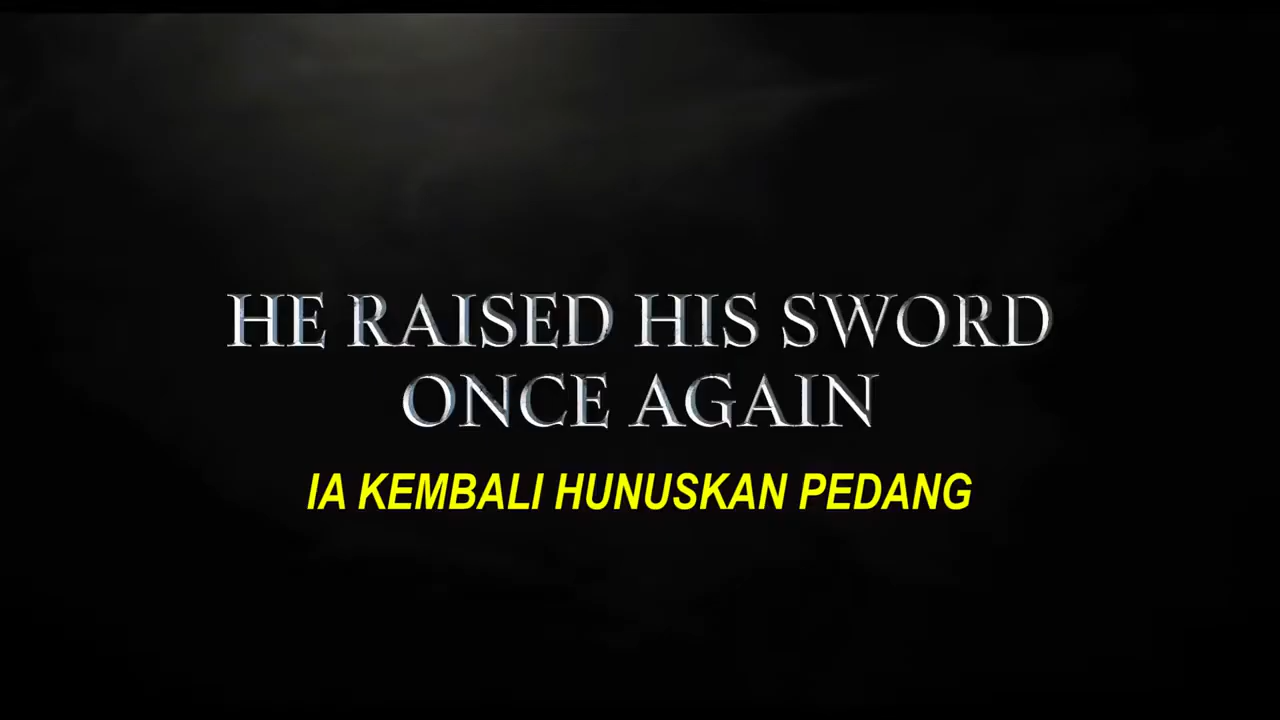 HE RAISED HIS SWORD
ONCE AGAIN
IA KEMBALI HUNUSKAN PEDANG